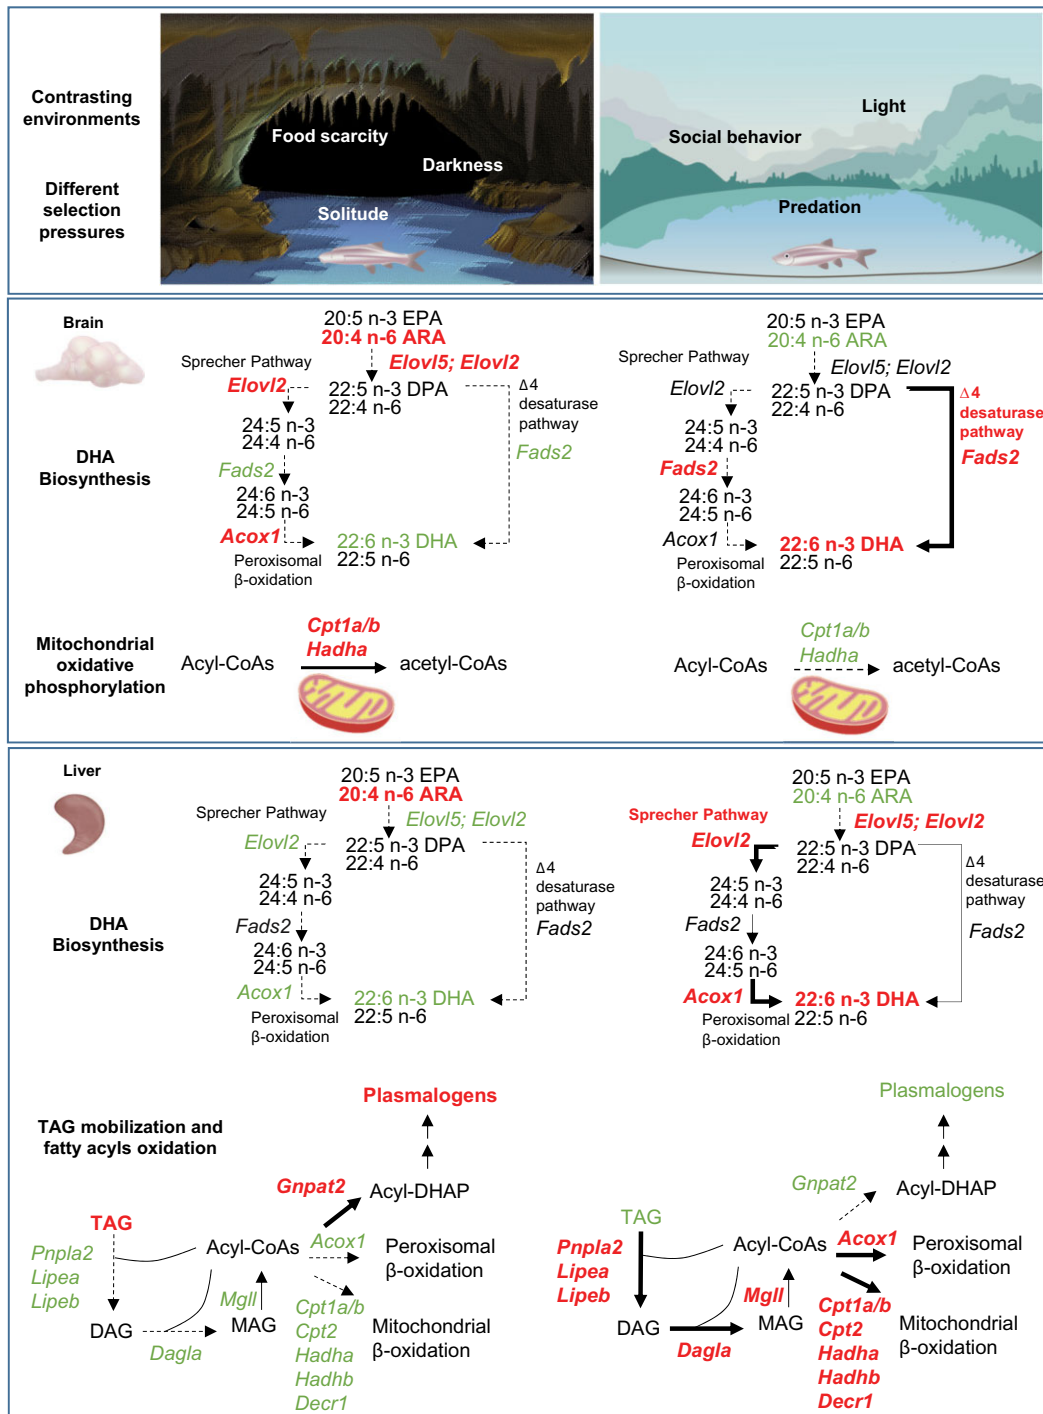 Contrasting
environments
Different
selection
pressures
Food scarcity
Darkness
Solitude
Light
Social behavior
Predation
Brain
DHA
Biosynthesis
20:5 n-3 EPA
20:4 n-6 ARA
Sprecher Pathway
Elovl5; Elovl2
Elovl2
22:5 n-3 DPA
22:4 n-6
Δ4
desaturase
pathway
Fads2
24:5 n-3
24:4 n-6
Fads2
24:6 n-3
24:5 n-6
Acox1
22:6 n-3 DHA
22:5 n-6
Peroxisomal
β-oxidation
20:5 n-3 EPA
20:4 n-6 ARA
Sprecher Pathway
Elovl5; Elovl2
Elovl2
22:5 n-3 DPA
22:4 n-6
Δ4
desaturase
pathway
Fads2
24:5 n-3
24:4 n-6
Fads2
24:6 n-3
24:5 n-6
Acox1
22:6 n-3 DHA
22:5 n-6
Peroxisomal
β-oxidation
Mitochondrial
oxidative
phosphorylation
Cpt1a/b
Hadha
Acyl-CoAs
acetyl-CoAs
Cpt1a/b
Hadha
Acyl-CoAs
acetyl-CoAs
Liver
DHA
Biosynthesis
20:5 n-3 EPA
20:4 n-6 ARA
Sprecher Pathway
Elovl5; Elovl2
Elovl2
22:5 n-3 DPA
22:4 n-6
Δ4
desaturase
pathway
Fads2
24:5 n-3
24:4 n-6
Fads2
24:6 n-3
24:5 n-6
Acox1
22:6 n-3 DHA
22:5 n-6
Peroxisomal
β-oxidation
20:5 n-3 EPA
20:4 n-6 ARA
Sprecher Pathway
Elovl5; Elovl2
Elovl2
22:5 n-3 DPA
22:4 n-6
Δ4
desaturase
pathway
Fads2
24:5 n-3
24:4 n-6
Fads2
24:6 n-3
24:5 n-6
Acox1
22:6 n-3 DHA
22:5 n-6
Peroxisomal
β-oxidation
TAG mobilization and
fatty acyls oxidation
Plasmalogens
Gnpat2
Acyl-DHAP
TAG
Pnpla2
Lipea
Lipeb
Acyl-CoAs
Acox1
Peroxisomal
β-oxidation
Mgll
DAG
MAG
Dagla
Cpt1a/b
Cpt2
Hadha
Hadhb
Decr1
Mitochondrial
β-oxidation
Plasmalogens
Gnpat2
Acyl-DHAP
TAG
Pnpla2
Lipea
Lipeb
Acyl-CoAs
Acox1
Peroxisomal
β-oxidation
Mgll
DAG
MAG
Dagla
Cpt1a/b
Cpt2
Hadha
Hadhb
Decr1
Mitochondrial
β-oxidation